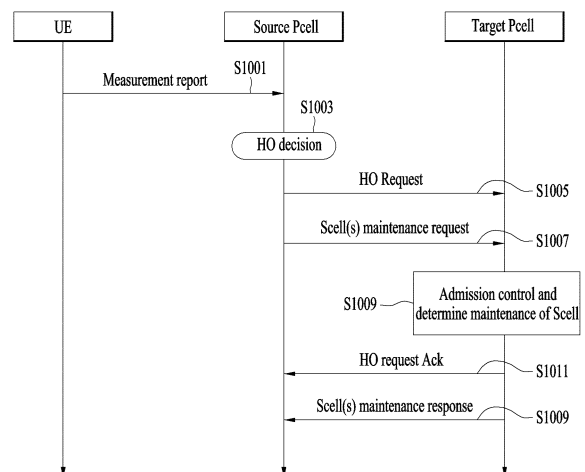 UE
Source Pcell
Target Pcell
Measurement report
S1001
S1003
HO decision
HO Request
S1005
Scell(s) maintenance request
S1007
S1009
Admission control and
determine maintenance of Scell
HO request Ack
S1011
Scell(s) maintenance response
S1009